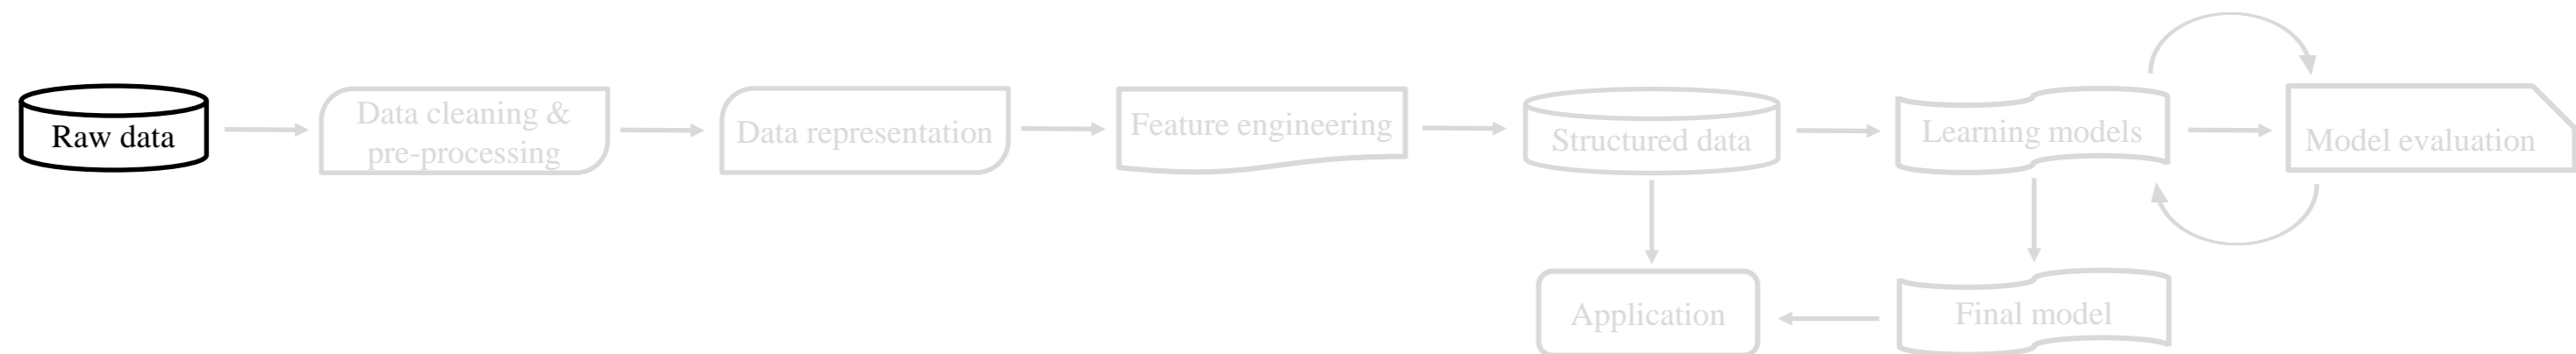 Raw data
Data cleaning &
pre-processing
Data representation
Feature engineering
Structured data
Learning models
Model evaluation
Application
Final model